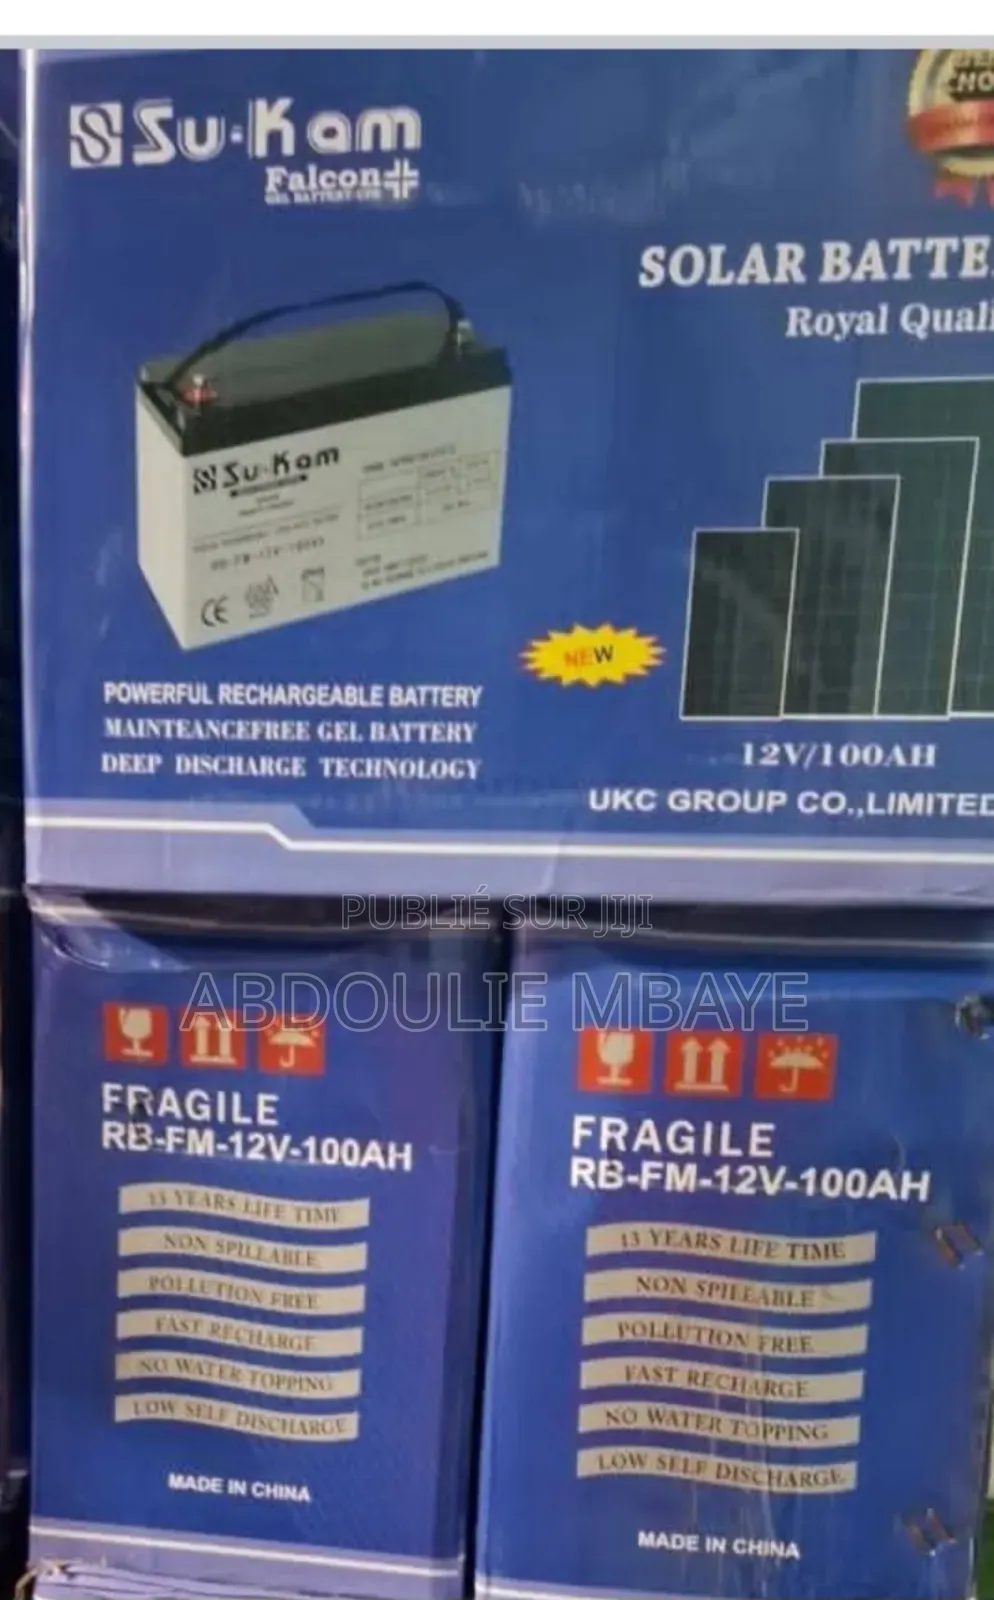 CHO
Su-Kam
Falcon+
GEL BATTERY
SOLAR BATTE
Royal Quali
Su-Kam
CE
NEW
POWERFUL RECHARGEABLE BATTERY
MAINTEANCEFREE GEL BATTERY
DEEP DISCHARGE TECHNOLOGY
12V/100AH
UKC GROUP CO.,LIMITED
PUBLIÉ SUR JIJI
ABDOULIE MBAYE
FRAGILE
RB-FM-12V-100AH
13 YEARS LIFE TIME
NON SPILLABLE
POLLUTION FREE
FAST RECHARGE
NO WATER TOPPING
LOW SELF DISCHARGE
MADE IN CHINA
FRAGILE
RB-FM-12V-100AH
13 YEARS LIFE TIME
NON SPILLABLE
POLLUTION FREE
FAST RECHARGE
NO WATER TOPPING
LOW SELF DISCHARGE
MADE IN CHINA